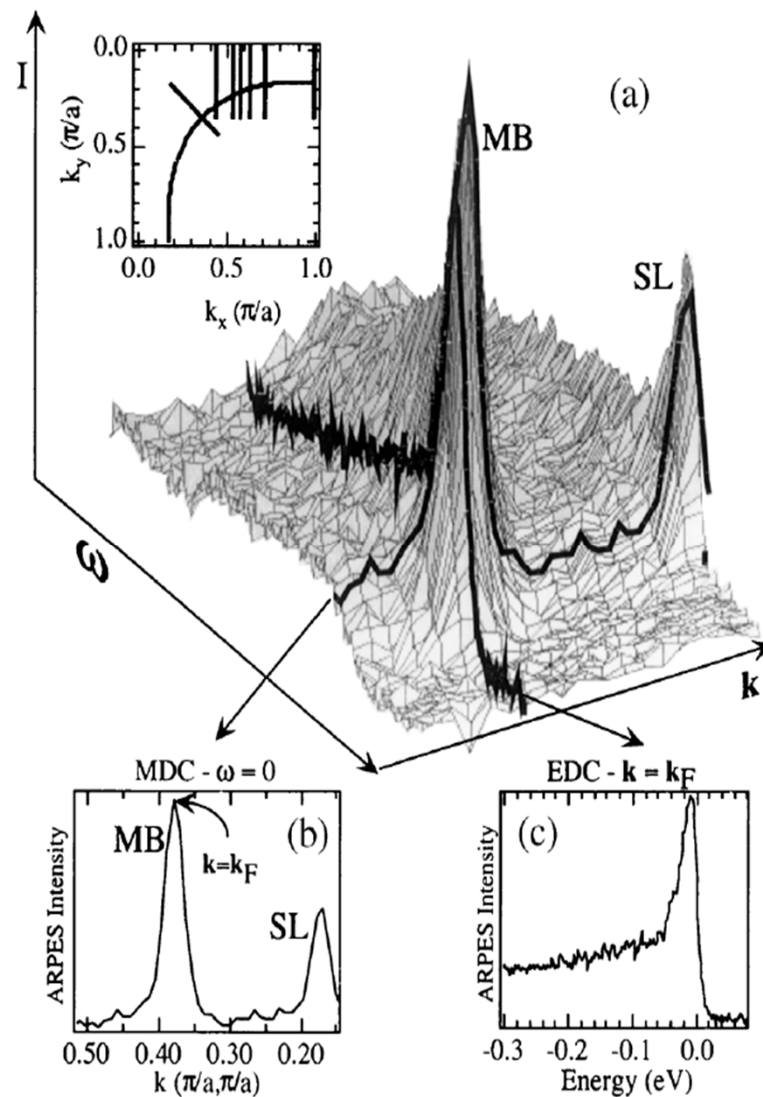 I
0.0
0.5
1.0
k_y (π/a)
0.0
0.5
1.0
k_x (π/a)
(a)
MB
SL
ω
k
MDC - ω = 0
EDC - k = k_F
MB
(b)
k=k_F
SL
ARPES Intensity
0.50
0.40
0.30
0.20
k (π/a,π/a)
(c)
ARPES Intensity
-0.3
-0.2
-0.1
0.0
Energy (eV)